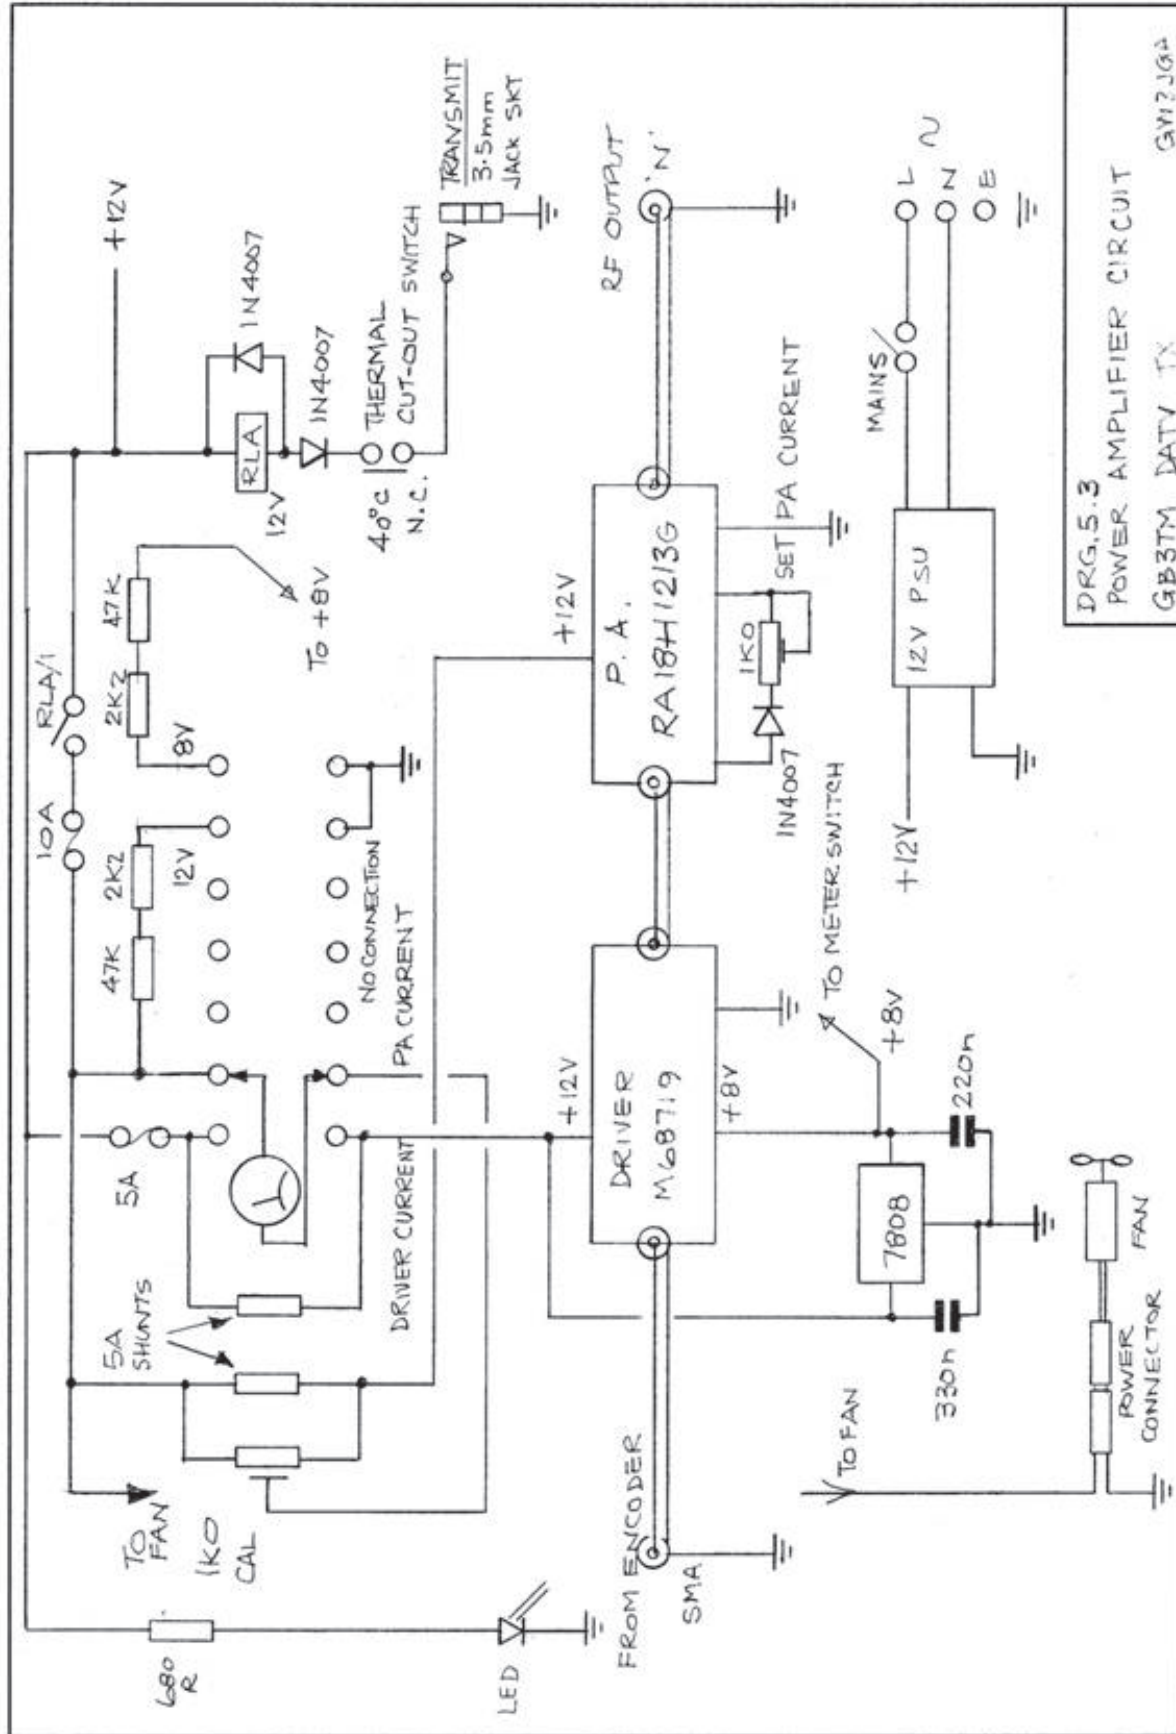 +12V
10A
RLA/1
47K
2K2
2K2
47K
12V
8V
To +8V
5A
5A
SHUNTS
TO
FAN
1K0
CAL
680
R
LED
RLA
12V
IN4007
IN4007
40°C
N.C.
THERMAL
CUT-OUT SWITCH
TRANSMIT
3.5mm
JACK SKT
NO CONNECTION
PA CURRENT
DRIVER CURRENT
FROM ENCODER
SMA
+12V
DRIVER
M68719
+8V
+12V
P.A.
RA18H1213G
RF OUTPUT
'N'
IN4007
1K0
SET PA CURRENT
TO METER SWITCH
+8V
7808
330n
220n
TO FAN
POWER
CONNECTOR
FAN
+12V
12V PSU
MAINS
L
N
E
DRG.5.3
POWER AMPLIFIER CIRCUIT
GB3TM DATV TX